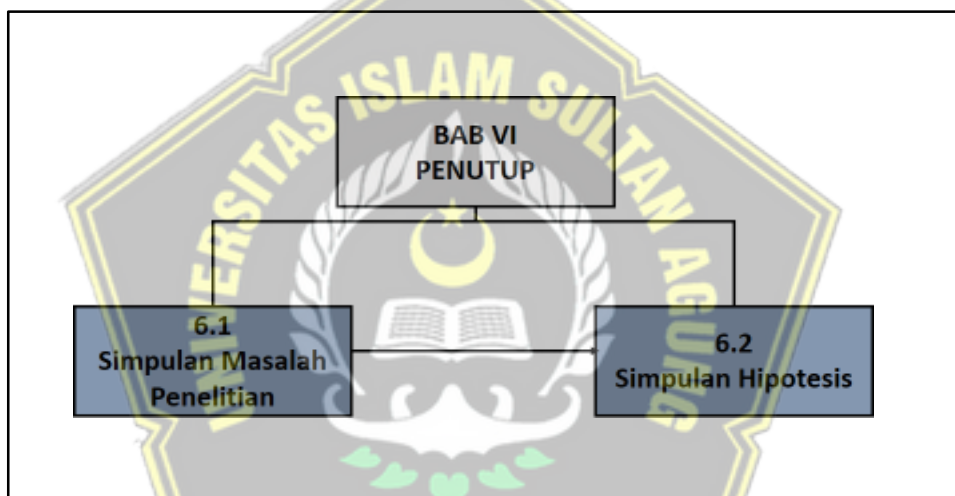 UNIVERSITAS ISLAM SULTAN AGUNG
BAB VI
PENUTUP
6.1
Simpulan Masalah
Penelitian
6.2
Simpulan Hipotesis